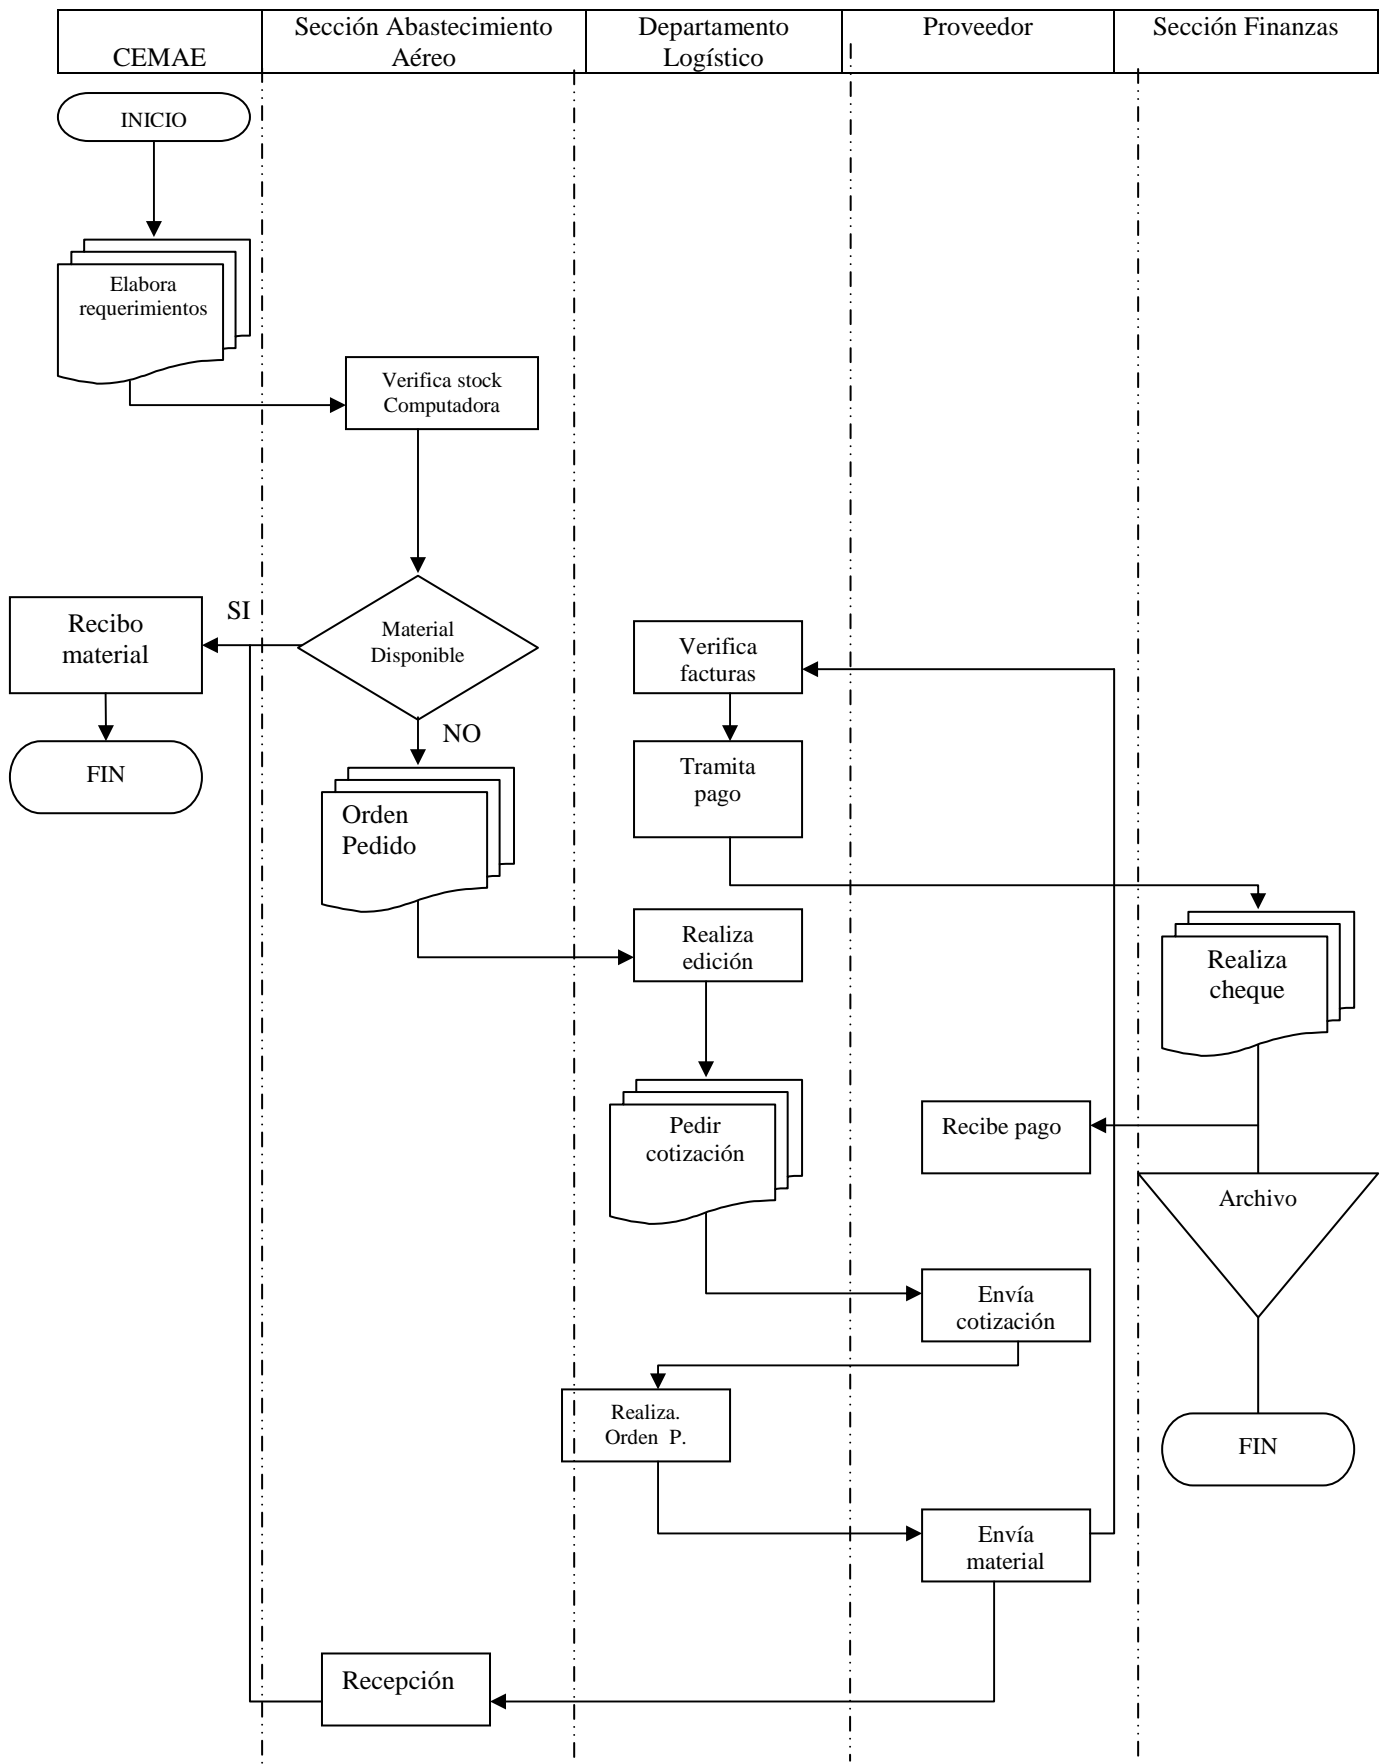 CEMAE
Sección Abastecimiento
Aéreo
Departamento
Logístico
Proveedor
Sección Finanzas
INICIO
Elabora
requerimientos
Verifica stock
Computadora
Material
Disponible
SI
Recibo
material
FIN
NO
Orden
Pedido
Verifica
facturas
Tramita
pago
Realiza
edición
Realiza
cheque
Pedir
cotización
Recibe pago
Archivo
Envía
cotización
Realiza.
Orden P.
FIN
Envía
material
Recepción